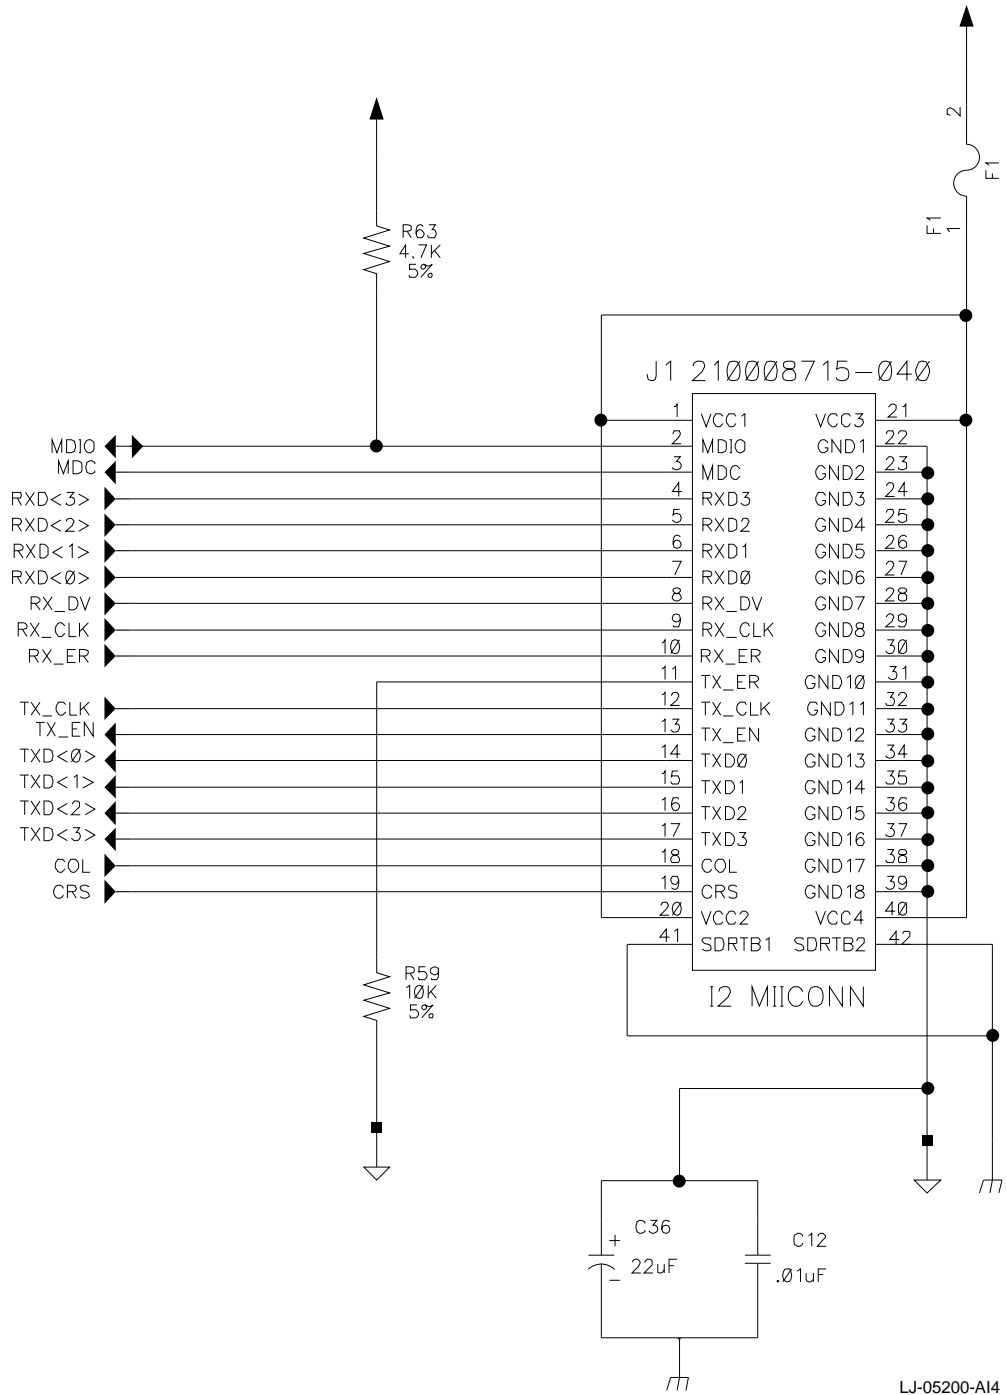 2
F1
F1
1
R63
4.7K
5%
J1 21ØØØ8715-Ø4Ø
1 VCC1 VCC3 21
MDIO 2 MDIO GND1 22
MDC 3 MDC GND2 23
RXD<3> 4 RXD3 GND3 24
RXD<2> 5 RXD2 GND4 25
RXD<1> 6 RXD1 GND5 26
RXD<Ø> 7 RXDØ GND6 27
RX_DV 8 RX_DV GND7 28
RX_CLK 9 RX_CLK GND8 29
RX_ER 1Ø RX_ER GND9 3Ø
11 TX_ER GND1Ø 31
TX_CLK 12 TX_CLK GND11 32
TX_EN 13 TX_EN GND12 33
TXD<Ø> 14 TXDØ GND13 34
TXD<1> 15 TXD1 GND14 35
TXD<2> 16 TXD2 GND15 36
TXD<3> 17 TXD3 GND16 37
COL 18 COL GND17 38
CRS 19 CRS GND18 39
2Ø VCC2 VCC4 4Ø
41 SDRTB1 SDRTB2 42
R59
1ØK
5%
I2 MIICONN
C36
+
22uF
−
C12
.Ø1uF
LJ-05200-AI4